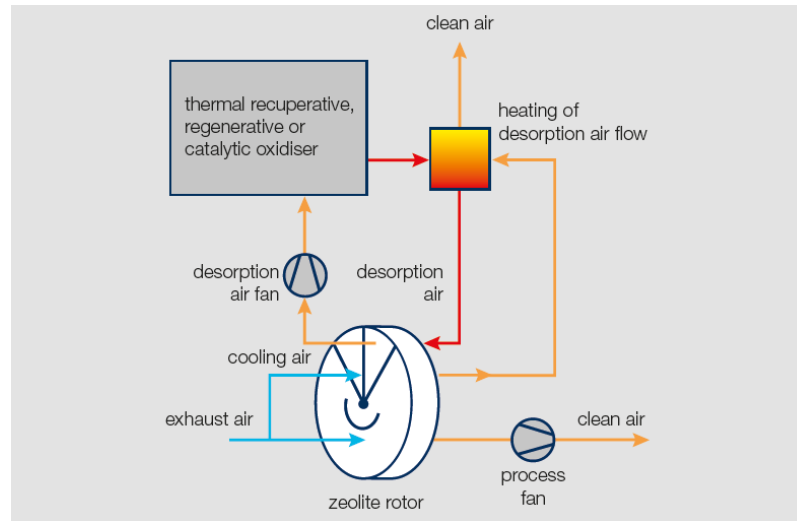 clean air
thermal recuperative,
regenerative or
catalytic oxidiser
heating of
desorption air flow
desorption
air fan
desorption
air
cooling air
exhaust air
clean air
process
fan
zeolite rotor